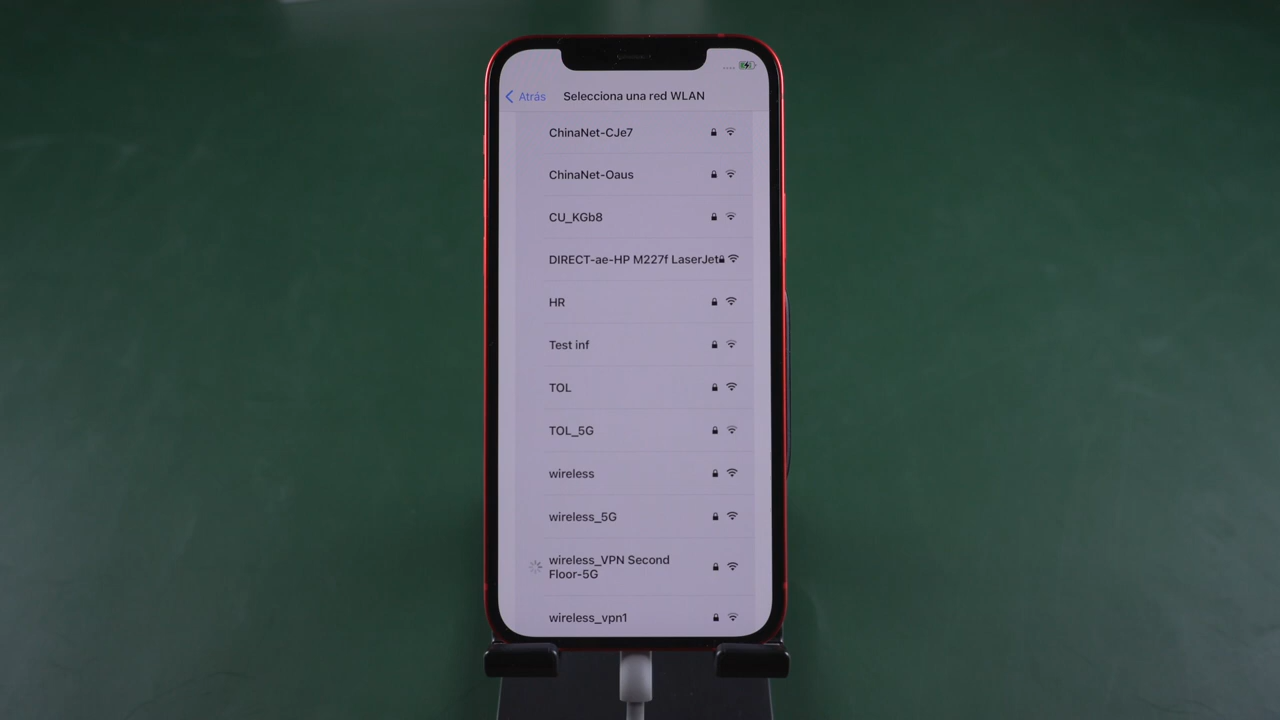 Atrás Selecciona una red WLAN
ChinaNet-CJe7
ChinaNet-Oaus
CU_KGb8
DIRECT-ae-HP M227f LaserJet
HR
Test inf
TOL
TOL_5G
wireless
wireless_5G
wireless_VPN Second
Floor-5G
wireless_vpn1